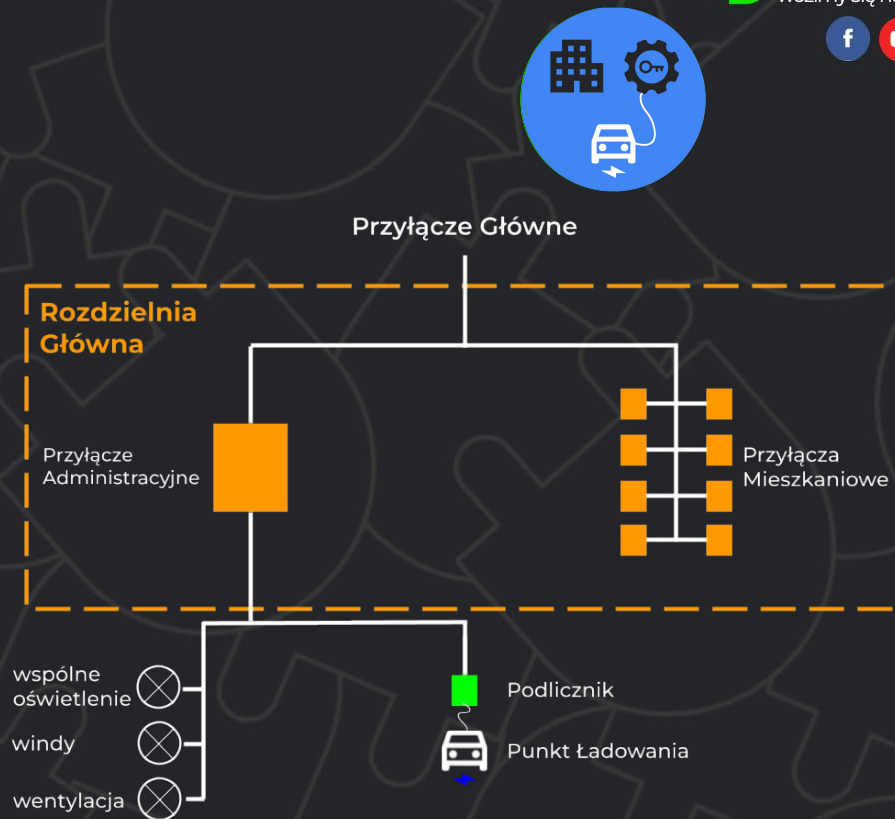 Przyłącze Główne
Rozdzielnia
Główna
Przyłącze
Administracyjne
Przyłącza
Mieszkaniowe
wspólne
oświetlenie
windy
wentylacja
Podlicznik
Punkt Ładowania